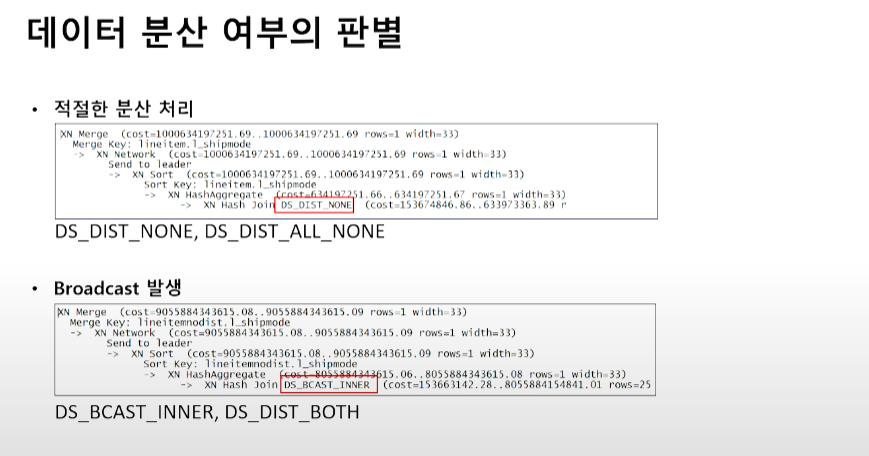 데이터 분산 여부의 판별
• 적절한 분산 처리
XN Merge (cost=1000634197251.69..1000634197251.69 rows=1 width=33)
Merge Key: lineitem.l_shipmode
-> XN Network (cost=1000634197251.69..1000634197251.69 rows=1 width=33)
Send to leader
-> XN Sort (cost=1000634197251.69..1000634197251.69 rows=1 width=33)
Sort Key: lineitem.l_shipmode
-> XN HashAggregate (cost=634197251.66..634197251.67 rows=1 width=33)
-> XN Hash Join DS_DIST_NONE (cost=153674846.86..633973363.89 r
DS_DIST_NONE, DS_DIST_ALL_NONE
• Broadcast 발생
XN Merge (cost=9055884343615.08..9055884343615.09 rows=1 width=33)
Merge Key: lineitemnodist.l_shipmode
-> XN Network (cost=9055884343615.08..9055884343615.09 rows=1 width=33)
Send to leader
-> XN Sort (cost=9055884343615.08..9055884343615.09 rows=1 width=33)
Sort Key: lineitemnodist.l_shipmode
-> XN HashAggregate (cost=8055884343615.06..8055884343615.08 rows=1 width=33)
-> XN Hash Join DS_BCAST_INNER (cost=153663142.28..8055884154841.01 rows=25
DS_BCAST_INNER, DS_DIST_BOTH